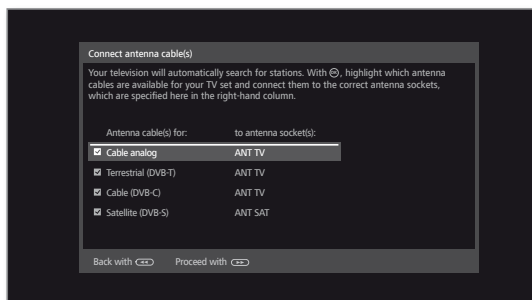 Connect antenna cable(s)
Your television will automatically search for stations. With OK, highlight which antenna
cables are available for your TV set and connect them to the correct antenna sockets,
which are specified here in the right-hand column.
Antenna cable(s) for: to antenna socket(s):
Cable analog ANT TV
Terrestrial (DVB-T) ANT TV
Cable (DVB-C) ANT TV
Satellite (DVB-S) ANT SAT
Back with Proceed with